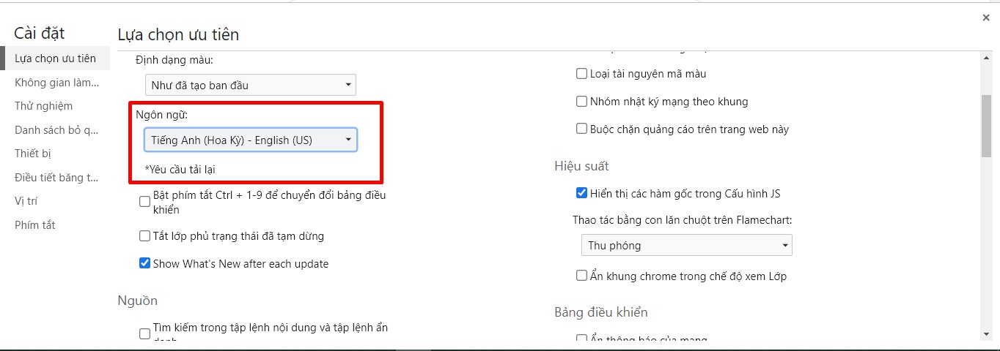 Cài đặt
Lựa chọn ưu tiên
Không gian làm...
Thử nghiệm
Danh sách bỏ q...
Thiết bị
Điều tiết băng t...
Vị trí
Phím tắt
Lựa chọn ưu tiên
Định dạng màu:
Như đã tạo ban đầu
Ngôn ngữ:
Tiếng Anh (Hoa Kỳ) - English (US)
*Yêu cầu tải lại
Bật phím tắt Ctrl + 1-9 để chuyển đổi bảng điều
khiển
Tắt lớp phủ trạng thái đã tạm dừng
Show What's New after each update
Nguồn
Tìm kiếm trong tập lệnh nội dung và tập lệnh ẩn
danh
Loại tài nguyên mã màu
Nhóm nhật ký mạng theo khung
Buộc chặn quảng cáo trên trang web này
Hiệu suất
Hiển thị các hàm gốc trong Cấu hình JS
Thao tác bằng con lăn chuột trên Flamechart:
Thu phóng
Ẩn khung chrome trong chế độ xem Lớp
Bảng điều khiển
Ẩn thông báo của mạng